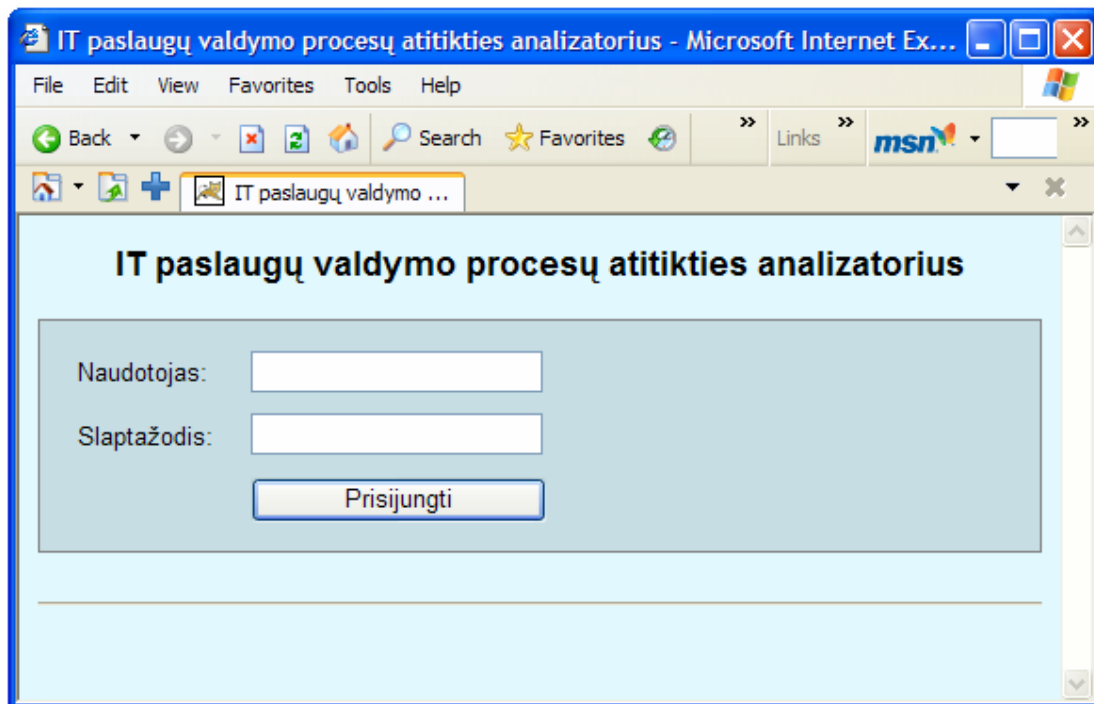 IT paslaugų valdymo procesų atitikties analizatorius - Microsoft Internet Ex...
File Edit View Favorites Tools Help
Back Search Favorites » Links » msn »
IT paslaugų valdymo ...
IT paslaugų valdymo procesų atitikties analizatorius
Naudotojas:
Slaptažodis:
Prisijungti